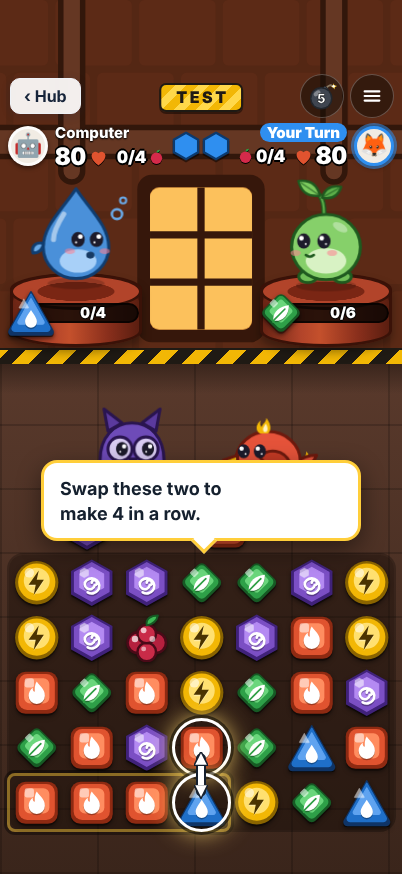 ‹ Hub
TEST
5
Computer
Your Turn
80 0/4
0/4 80
0/4
0/6
Swap these two to
make 4 in a row.